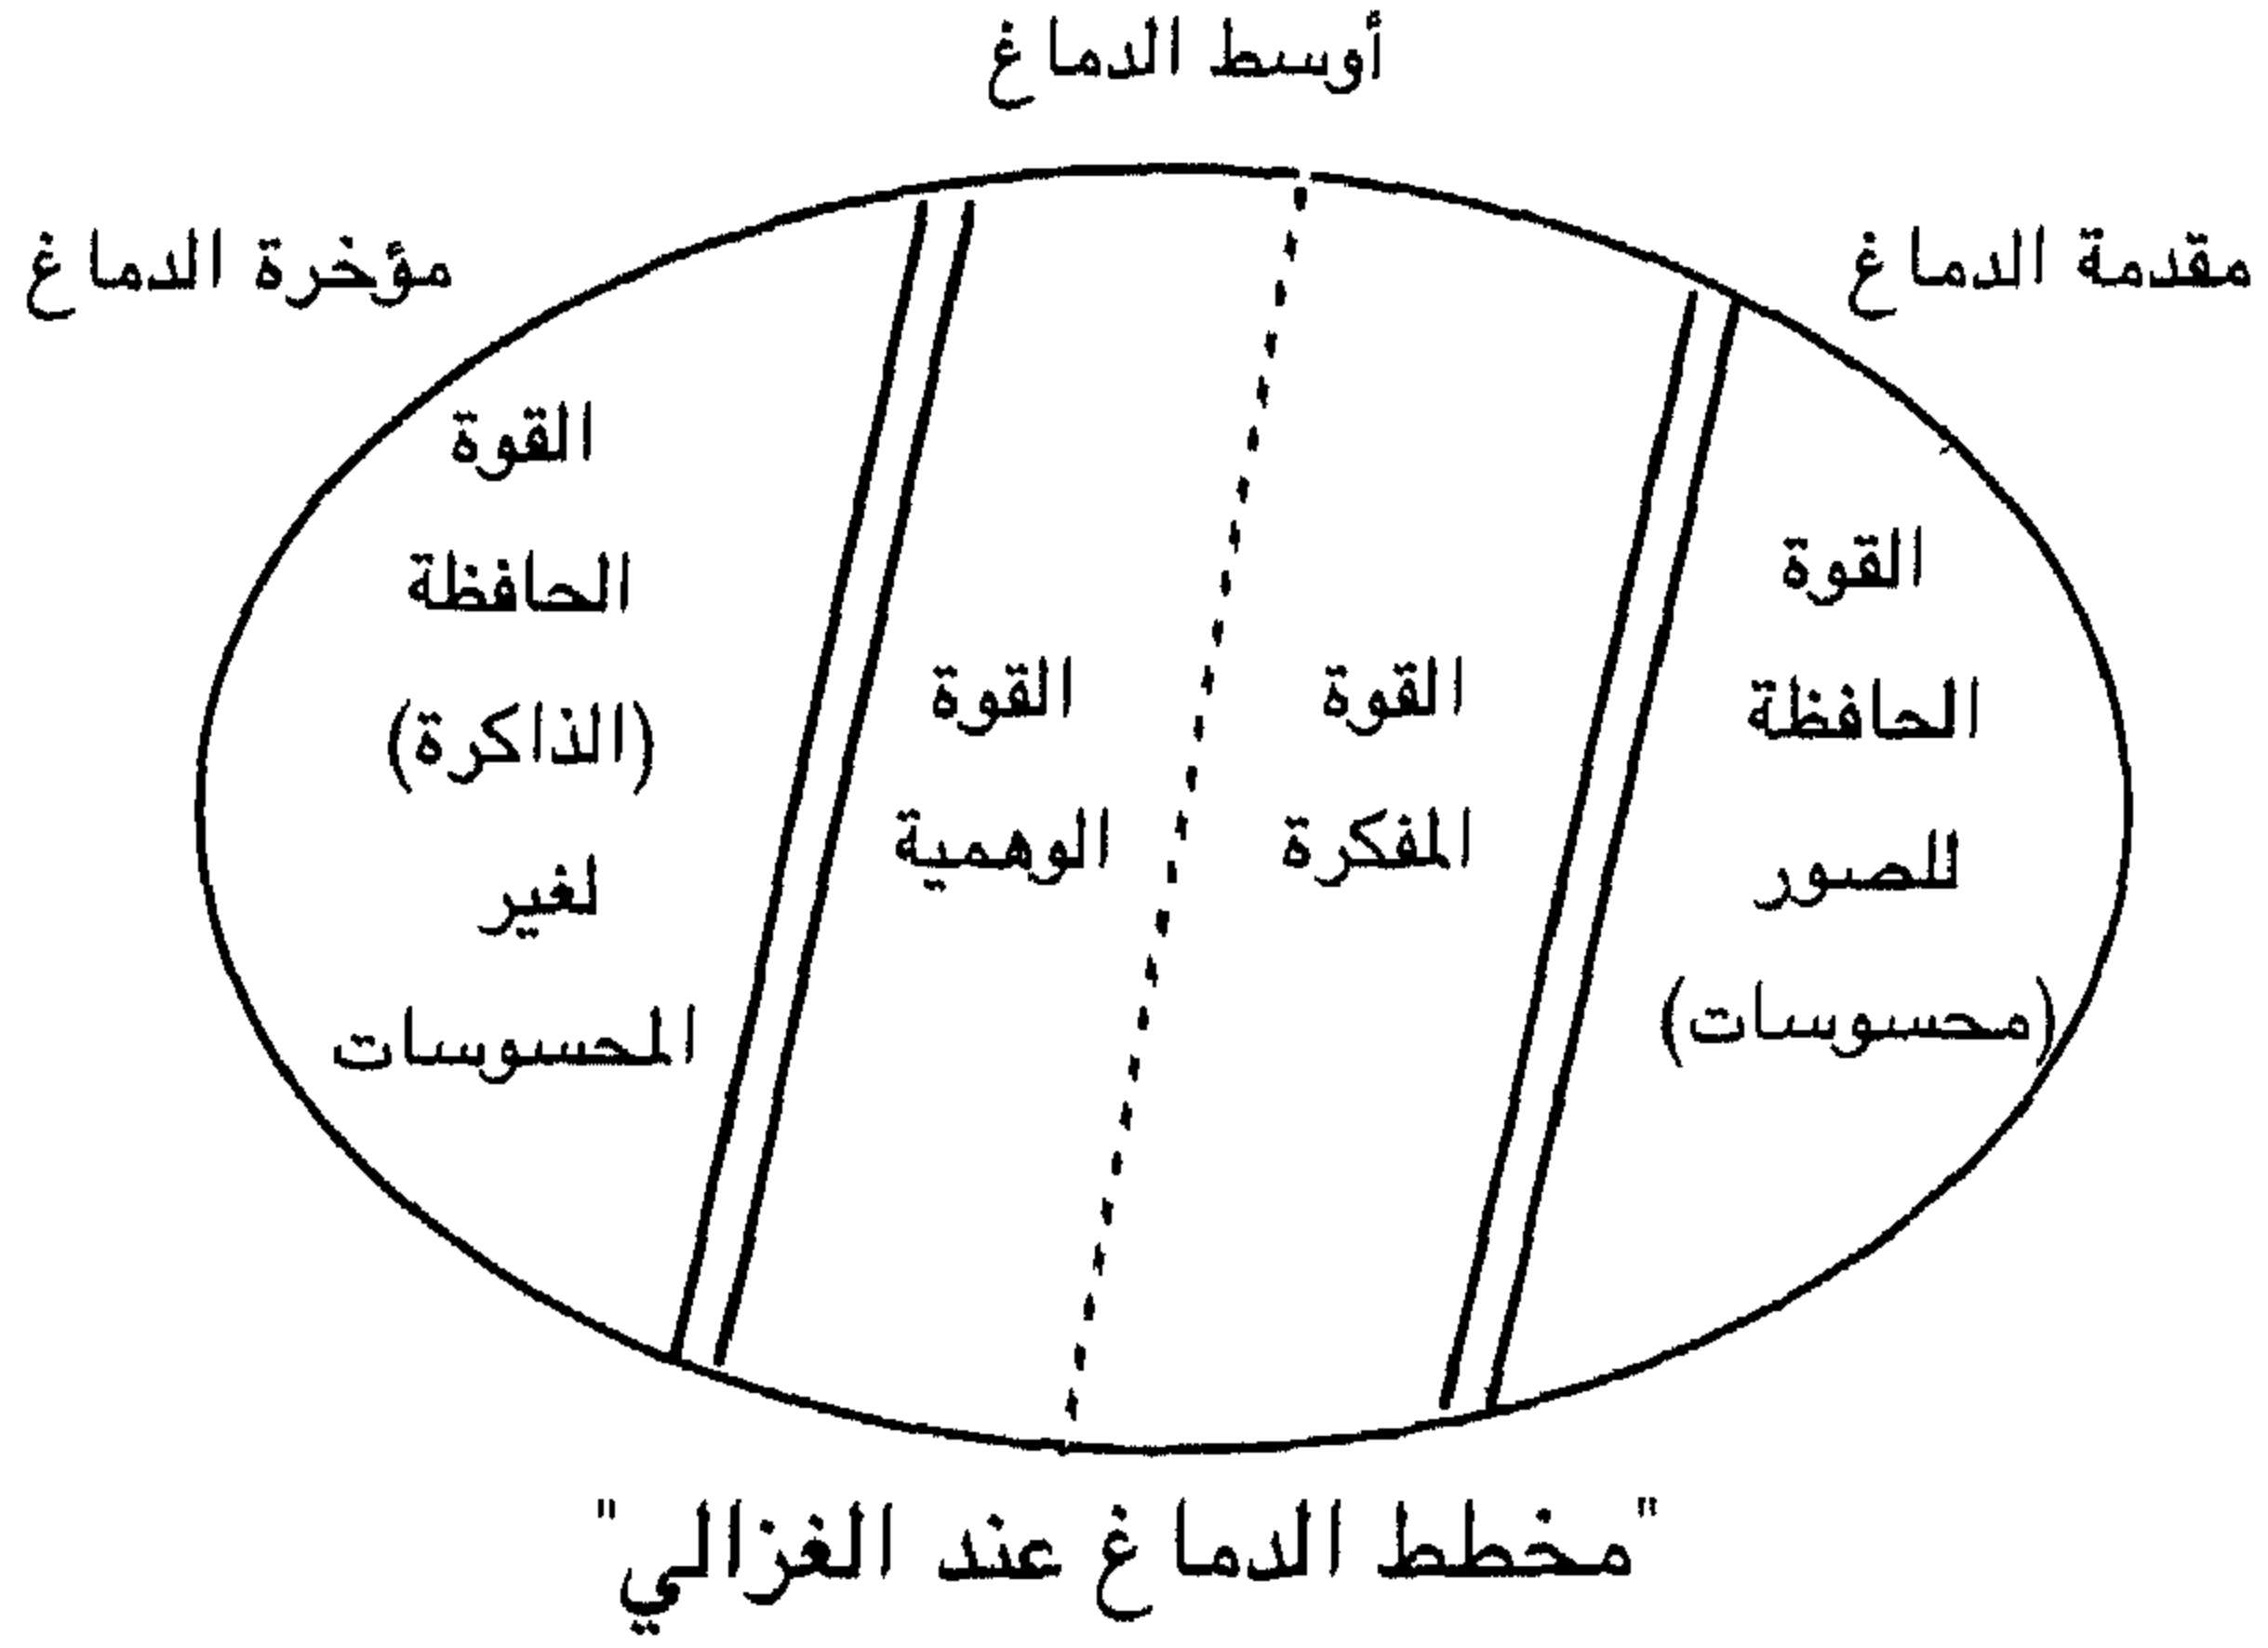 أوسط الدماغ
مقدمة الدماغ
مؤخرة الدماغ
القوة
الحافظة
للصور
(محسوسات)
القوة
المفكرة
القوة
الوهمية
القوة
الحافظة
(الذاكرة)
لغير
المحسوسات
"مخطط الدماغ عند الغزالي"